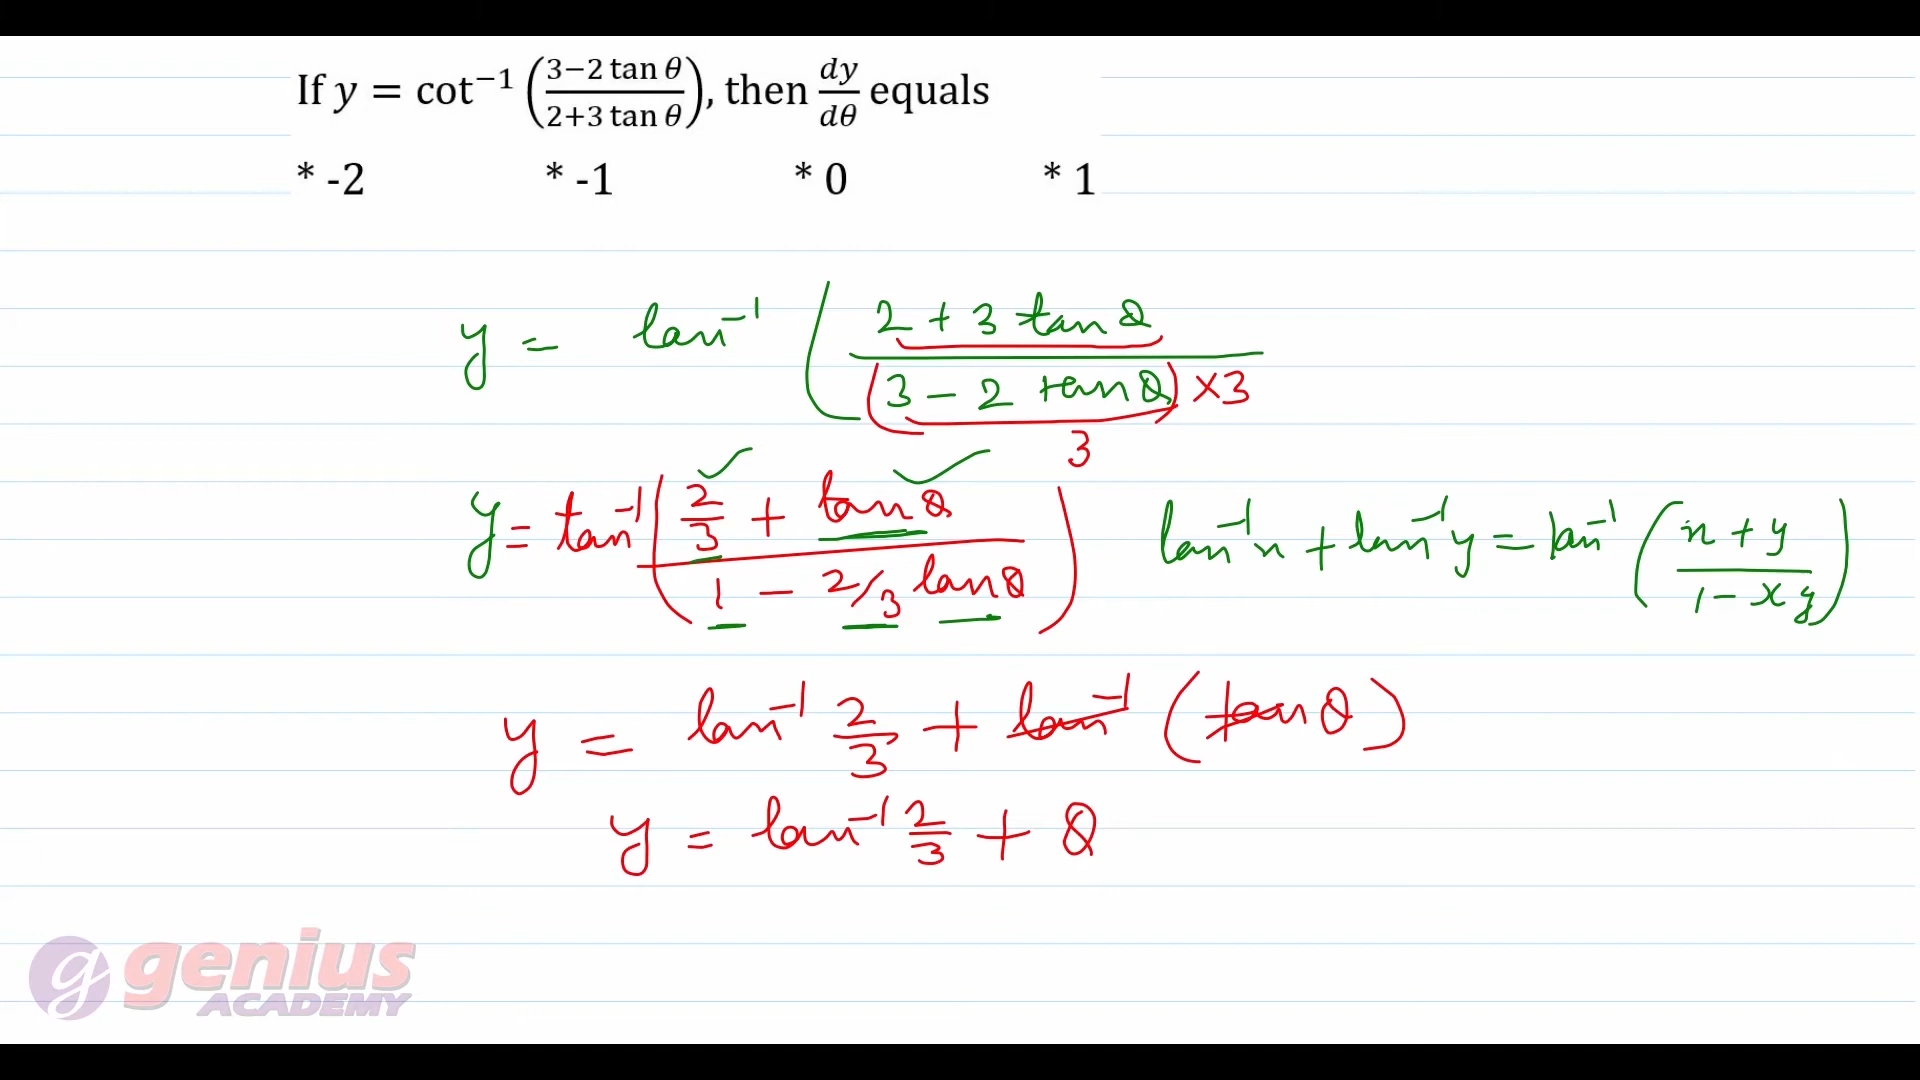 If y = cot⁻¹ ((3−2 tan θ)/(2+3 tan θ)), then dy/dθ equals
* -2 * -1 * 0 * 1
y = tan⁻¹ ( (2 + 3 tan θ)/((3 − 2 tan θ) × 3)
3
y = tan⁻¹ ( (2/3 + tan θ)/(1 − 2/3 tan θ) ) tan⁻¹x + tan⁻¹y = tan⁻¹ ( (x + y)/(1 − xy) )
y = tan⁻¹ 2/3 + tan⁻¹ (tan θ)
y = tan⁻¹ 2/3 + θ
g genius
ACADEMY